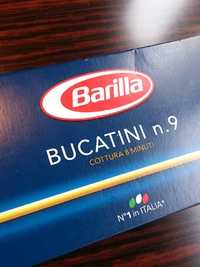 Barilla
BUCATINI n.9
COTTURA 8 MINUTI
N°1 in ITALIA*